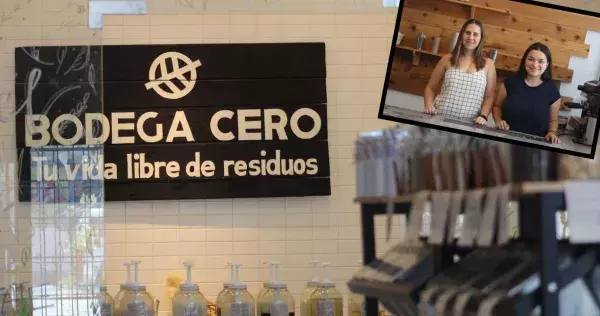 BODEGA CERO
Tu vida libre de residuos